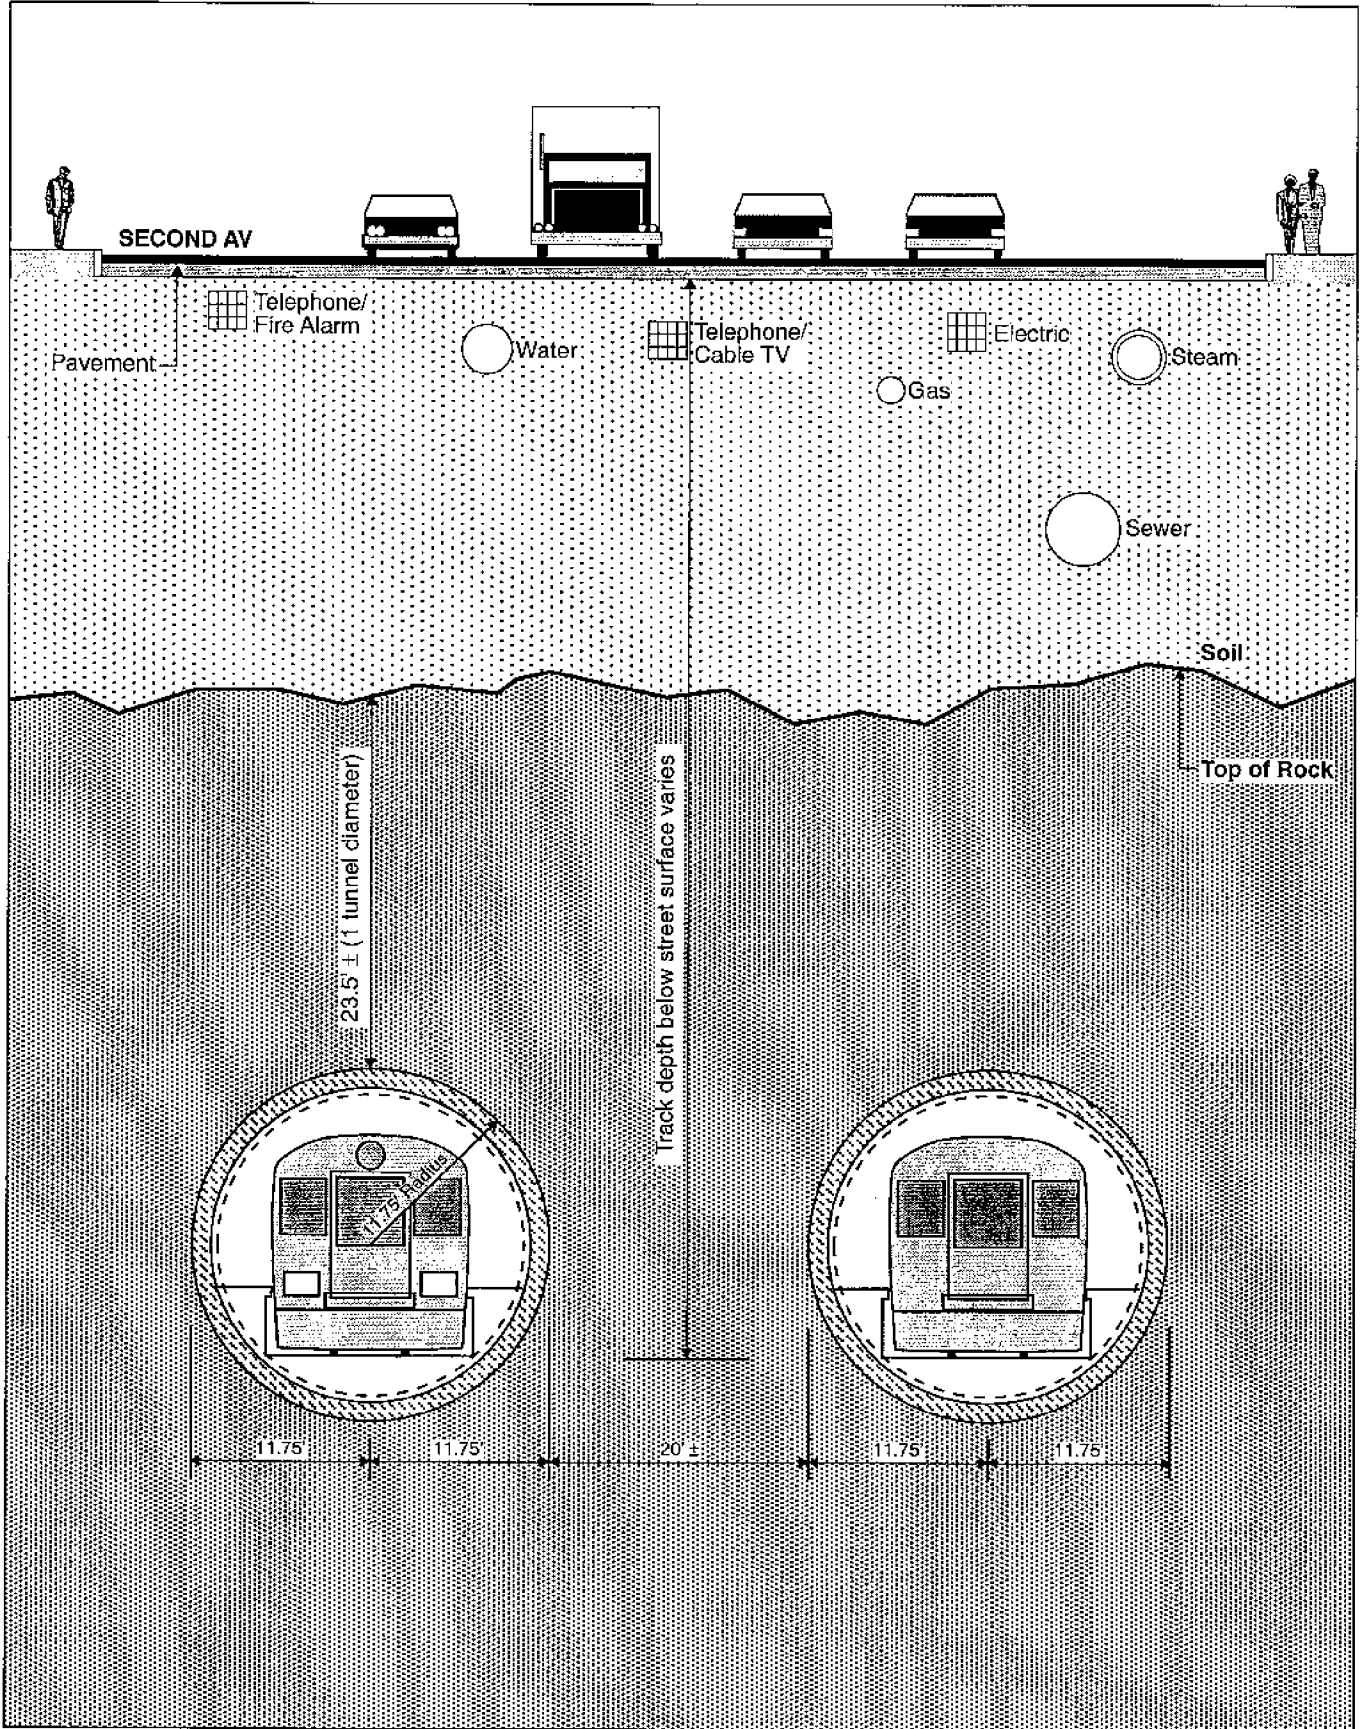 SECOND AV
Telephone/
Fire Alarm
Pavement
Water
Telephone/
Cable TV
Electric
Steam
Gas
Sewer
Soil
Top of Rock
23.5' ± (1 tunnel diameter)
Track depth below street surface varies
11.75' Radius
11.75'
11.75'
20' ±
11.75'
11.75